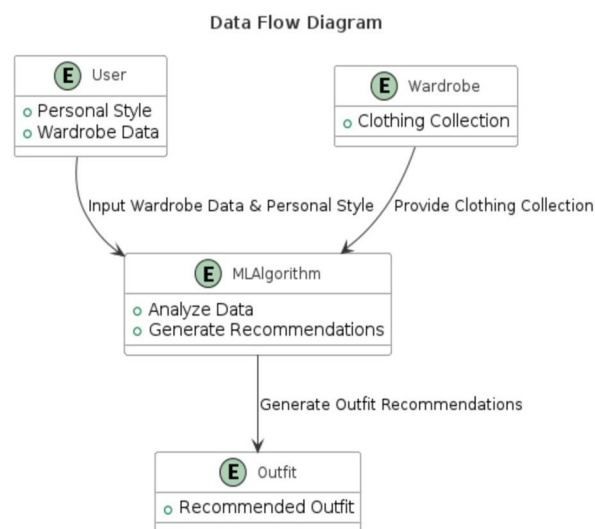 Data Flow Diagram
E User
Personal Style
Wardrobe Data
E Wardrobe
Clothing Collection
Input Wardrobe Data & Personal Style
Provide Clothing Collection
E MLAlgorithm
Analyze Data
Generate Recommendations
Generate Outfit Recommendations
E Outfit
Recommended Outfit